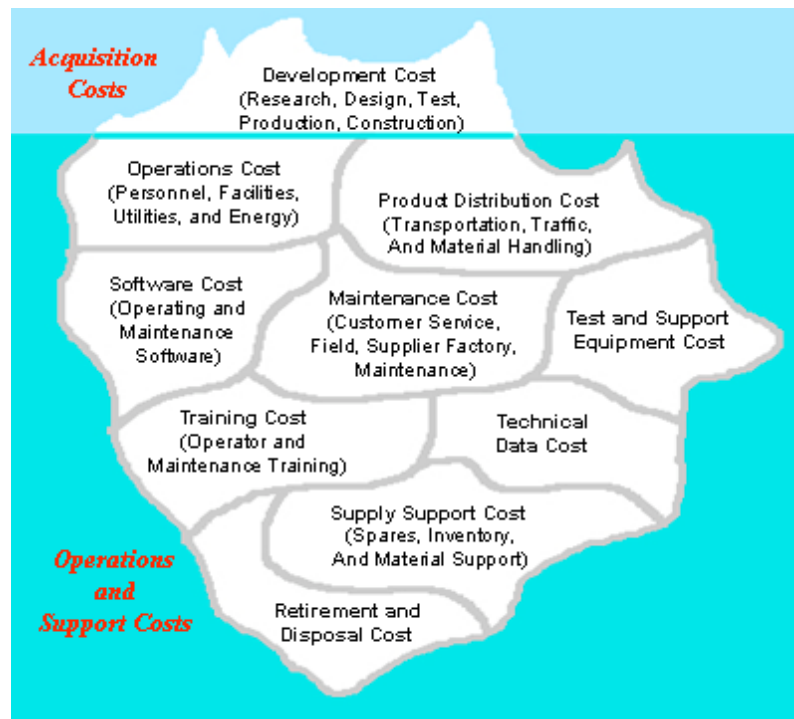 Acquisition
Costs
Development Cost
(Research, Design, Test,
Production, Construction)
Operations Cost
(Personnel, Facilities,
Utilities, and Energy)
Product Distribution Cost
(Transportation, Traffic,
And Material Handling)
Software Cost
(Operating and
Maintenance
Software)
Maintenance Cost
(Customer Service,
Field, Supplier Factory,
Maintenance)
Test and Support
Equipment Cost
Training Cost
(Operator and
Maintenance Training)
Technical
Data Cost
Supply Support Cost
(Spares, Inventory,
And Material Support)
Operations
and
Support Costs
Retirement and
Disposal Cost